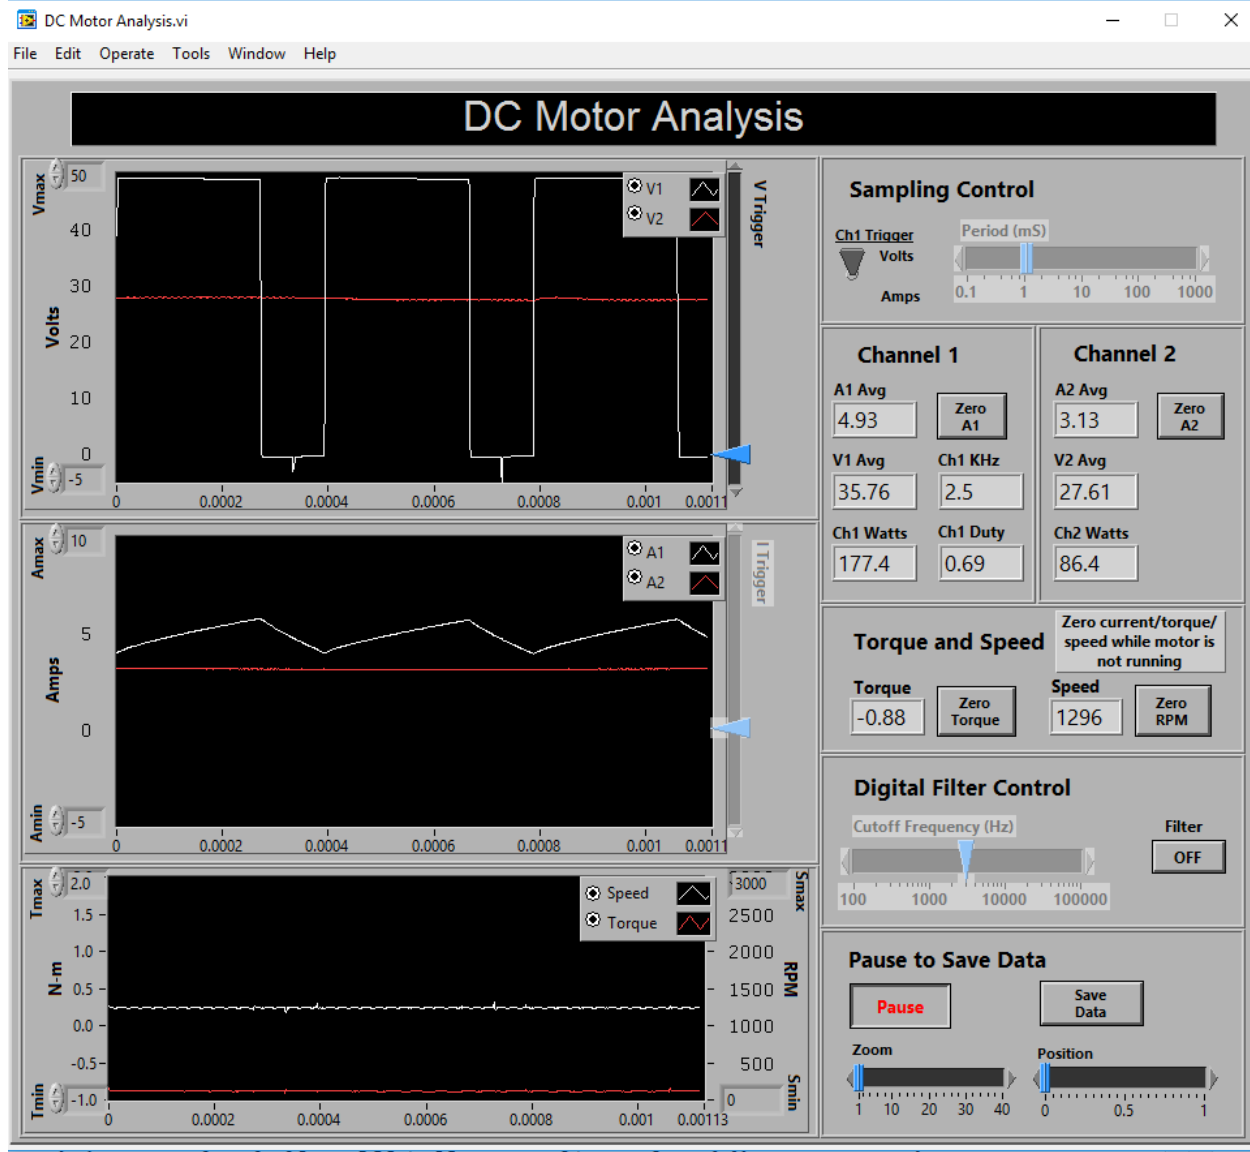 DC Motor Analysis.vi
File Edit Operate Tools Window Help
DC Motor Analysis
Vmax
50
40
30
20
10
0
Vmin
-5
Volts
V1
V2
V Trigger
0 0.0002 0.0004 0.0006 0.0008 0.001 0.0011
Amax
10
5
0
Amin
-5
Amps
A1
A2
I Trigger
0 0.0002 0.0004 0.0006 0.0008 0.001 0.0011
Tmax
2.0
1.5
1.0
0.5
0.0
-0.5
-1.0
Tmin
N-m
Speed
Torque
3000
2500
2000
1500
1000
500
0
Smax
RPM
Smin
0 0.0002 0.0004 0.0006 0.0008 0.001 0.00113
Sampling Control
Ch1 Trigger
Volts
Amps
Period (mS)
0.1 1 10 100 1000
Channel 1
A1 Avg
4.93
Zero
A1
V1 Avg Ch1 KHz
35.76 2.5
Ch1 Watts Ch1 Duty
177.4 0.69
Channel 2
A2 Avg
3.13
Zero
A2
V2 Avg
27.61
Ch2 Watts
86.4
Torque and Speed
Zero current/torque/
speed while motor is
not running
Torque
-0.88
Zero
Torque
Speed
1296
Zero
RPM
Digital Filter Control
Cutoff Frequency (Hz)
100 1000 10000 100000
Filter
OFF
Pause to Save Data
Pause
Save
Data
Zoom
1 10 20 30 40
Position
0 0.5 1